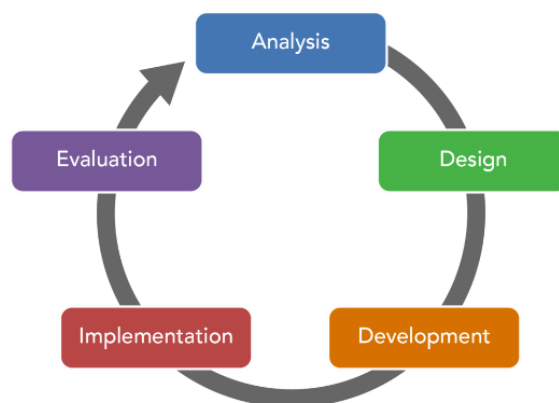 Analysis
Design
Development
Implementation
Evaluation